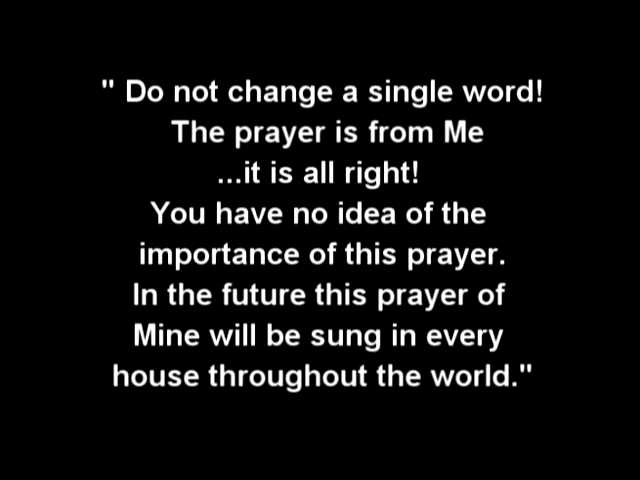 " Do not change a single word!
The prayer is from Me
...it is all right!
You have no idea of the
importance of this prayer.
In the future this prayer of
Mine will be sung in every
house throughout the world."